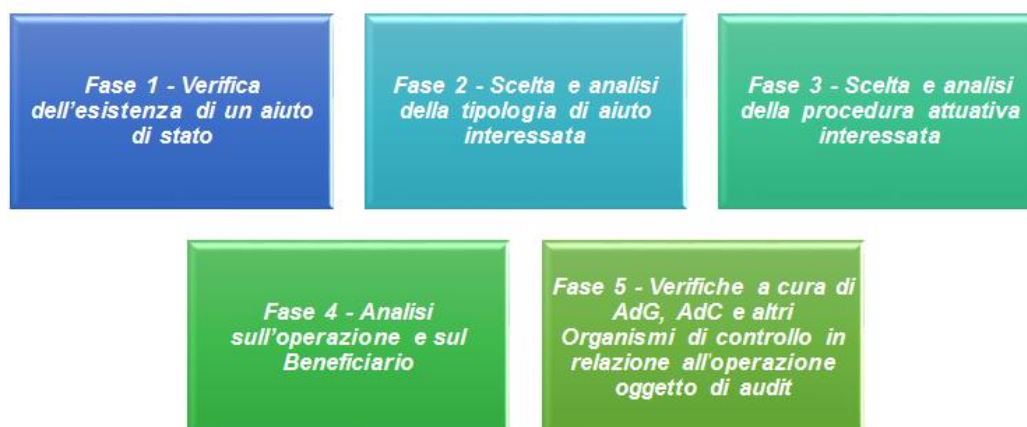 Fase 1 - Verifica
dell'esistenza di un aiuto
di stato
Fase 2 - Scelta e analisi
della tipologia di aiuto
interessata
Fase 3 - Scelta e analisi
della procedura attuativa
interessata
Fase 4 - Analisi
sull'operazione e sul
Beneficiario
Fase 5 - Verifiche a cura di
AdG, AdC e altri
Organismi di controllo in
relazione all'operazione
oggetto di audit